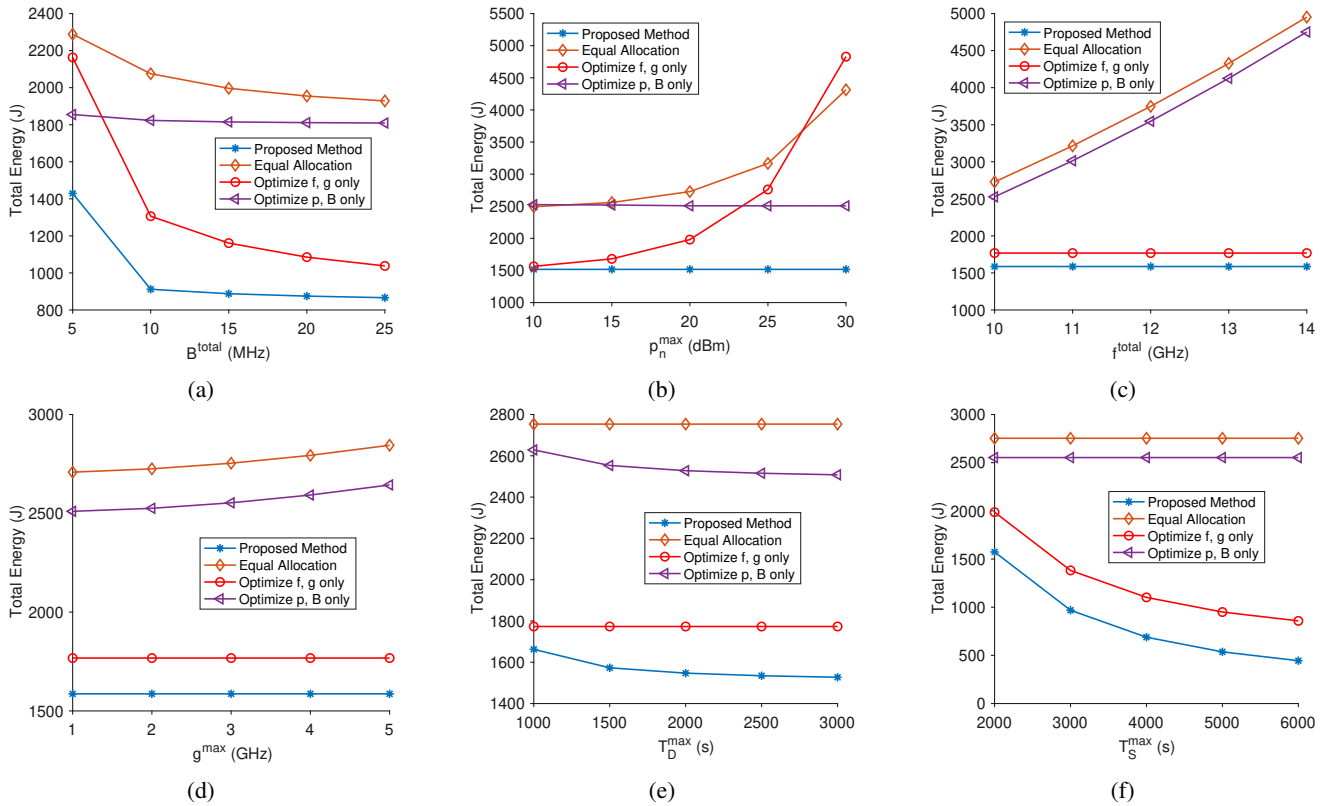 2400
2200
2000
1800
1600
1400
1200
1000
800
Total Energy (J)
Proposed Method
Equal Allocation
Optimize f, g only
Optimize p, B only
5 10 15 20 25
B^total (MHz)
(a)
5500
5000
4500
4000
3500
3000
2500
2000
1500
1000
Total Energy (J)
Proposed Method
Equal Allocation
Optimize f, g only
Optimize p, B only
10 15 20 25 30
p_n^max (dBm)
(b)
5000
4500
4000
3500
3000
2500
2000
1500
1000
Total Energy (J)
Proposed Method
Equal Allocation
Optimize f, g only
Optimize p, B only
10 11 12 13 14
f^total (GHz)
(c)
3000
2500
2000
1500
Total Energy (J)
Proposed Method
Equal Allocation
Optimize f, g only
Optimize p, B only
1 2 3 4 5
g^max (GHz)
(d)
2800
2600
2400
2200
2000
1800
1600
1400
Total Energy (J)
Proposed Method
Equal Allocation
Optimize f, g only
Optimize p, B only
1000 1500 2000 2500 3000
T_D^max (s)
(e)
3000
2500
2000
1500
1000
500
0
Total Energy (J)
Proposed Method
Equal Allocation
Optimize f, g only
Optimize p, B only
2000 3000 4000 5000 6000
T_S^max (s)
(f)